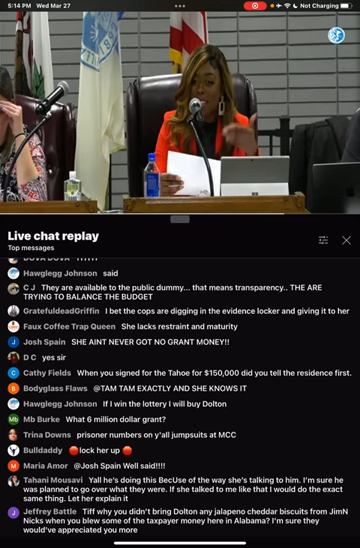 5:14 PM Wed Mar 27
Not Charging
Live chat replay
Top messages
Hawglegg Johnson said
C J They are available to the public dummy... that means transparency.. THE ARE
TRYING TO BALANCE THE BUDGET
GratefuldeadGriffin I bet the cops are digging in the evidence locker and giving it to her
Faux Coffee Trap Queen She lacks restraint and maturity
Josh Spain SHE AINT NEVER GOT NO GRANT MONEY!!
D C yes sir
Cathy Fields When you signed for the Tahoe for $150,000 did you tell the residence first.
Bodyglass Flaws @TAM TAM EXACTLY AND SHE KNOWS IT
Hawglegg Johnson If I win the lottery I will buy Dolton
Mb Mb Burke What 6 million dollar grant?
Trina Downs prisoner numbers on y'all jumpsuits at MCC
Bulldaddy 🛑lock her up🛑
Maria Amor @Josh Spain Well said!!!!
Tahani Mousavi Yall he's doing this BecUse of the way she's talking to him. I'm sure he
was planned to go over what they were. If she talked to me like that I would do the exact
same thing. Let her explain it
J Jeffrey Battle Tiff why you didn't bring Dolton any jalapeno cheddar biscuits from JimN
Nicks when you blew some of the taxpayer money here in Alabama? I'm sure they
would've appreciated you more